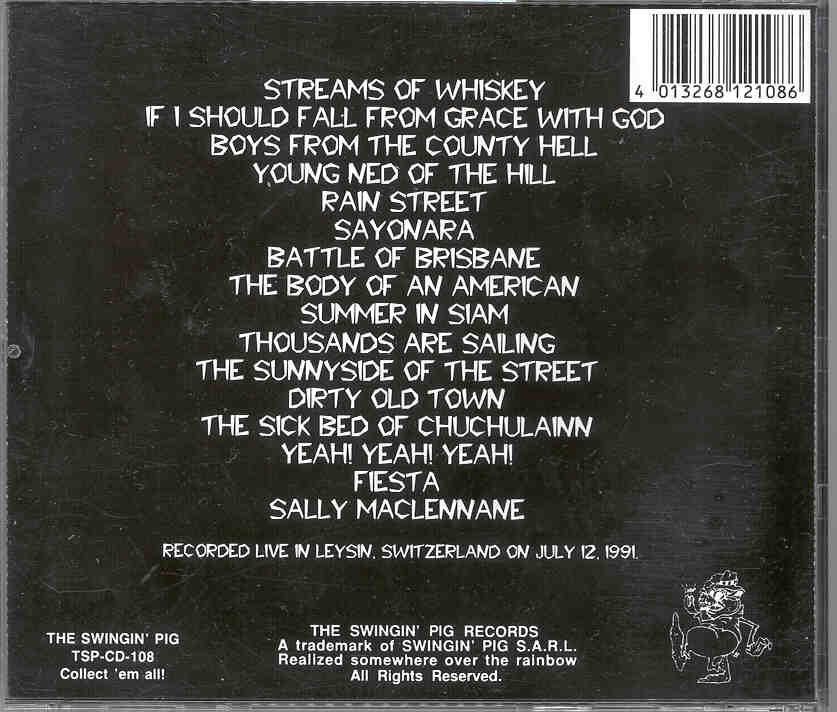 4 013268 121086
STREAMS OF WHISKEY
IF I SHOULD FALL FROM GRACE WITH GOD
BOYS FROM THE COUNTY HELL
YOUNG NED OF THE HILL
RAIN STREET
SAYONARA
BATTLE OF BRISBANE
THE BODY OF AN AMERICAN
SUMMER IN SIAM
THOUSANDS ARE SAILING
THE SUNNYSIDE OF THE STREET
DIRTY OLD TOWN
THE SICK BED OF CHUCHULAINN
YEAH! YEAH! YEAH!
FIESTA
SALLY MACLENNANE
RECORDED LIVE IN LEYSIN, SWITZERLAND ON JULY 12, 1991.
THE SWINGIN' PIG
TSP-CD-108
Collect 'em all!
THE SWINGIN' PIG RECORDS
A trademark of SWINGIN' PIG S.A.R.L.
Realized somewhere over the rainbow
All Rights Reserved.